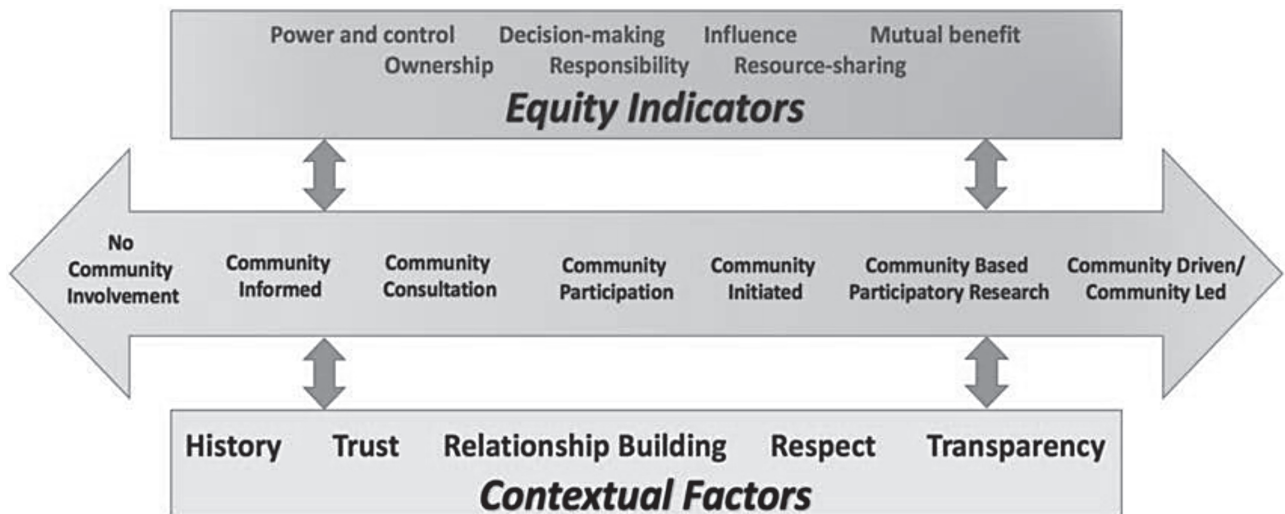 Power and control Decision-making Influence Mutual benefit
Ownership Responsibility Resource-sharing
Equity Indicators
No
Community
Involvement
Community
Informed
Community
Consultation
Community
Participation
Community
Initiated
Community Based
Participatory Research
Community Driven/
Community Led
History Trust Relationship Building Respect Transparency
Contextual Factors